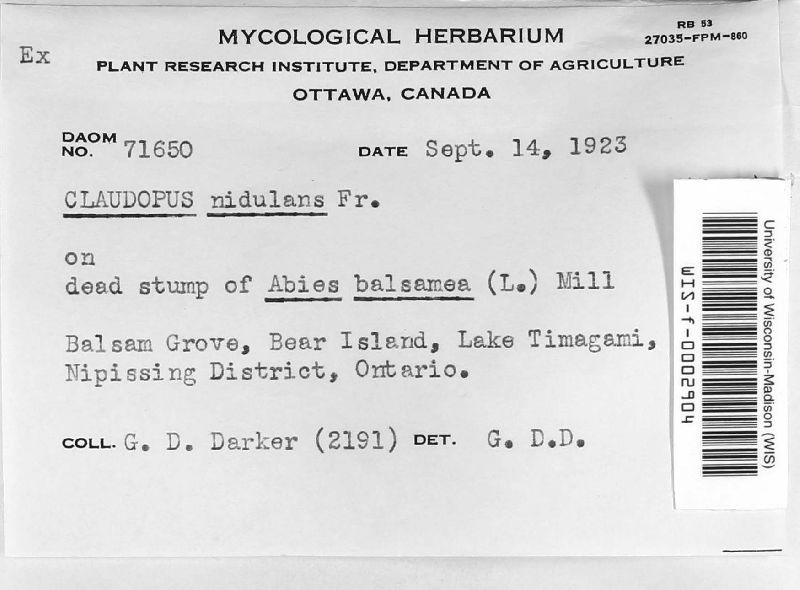 RB 53
27035-FPM-860
Ex
MYCOLOGICAL HERBARIUM
PLANT RESEARCH INSTITUTE, DEPARTMENT OF AGRICULTURE
OTTAWA, CANADA
DAOM NO. 71650 DATE Sept. 14, 1923
CLAUDOPUS nidulans Fr.
on
dead stump of Abies balsamea (L.) Mill
Balsam Grove, Bear Island, Lake Timagami,
Nipissing District, Ontario.
COLL. G. D. Darker (2191) DET. G. D.D.
University of Wisconsin-Madison (WIS)
WIS-f-0002904